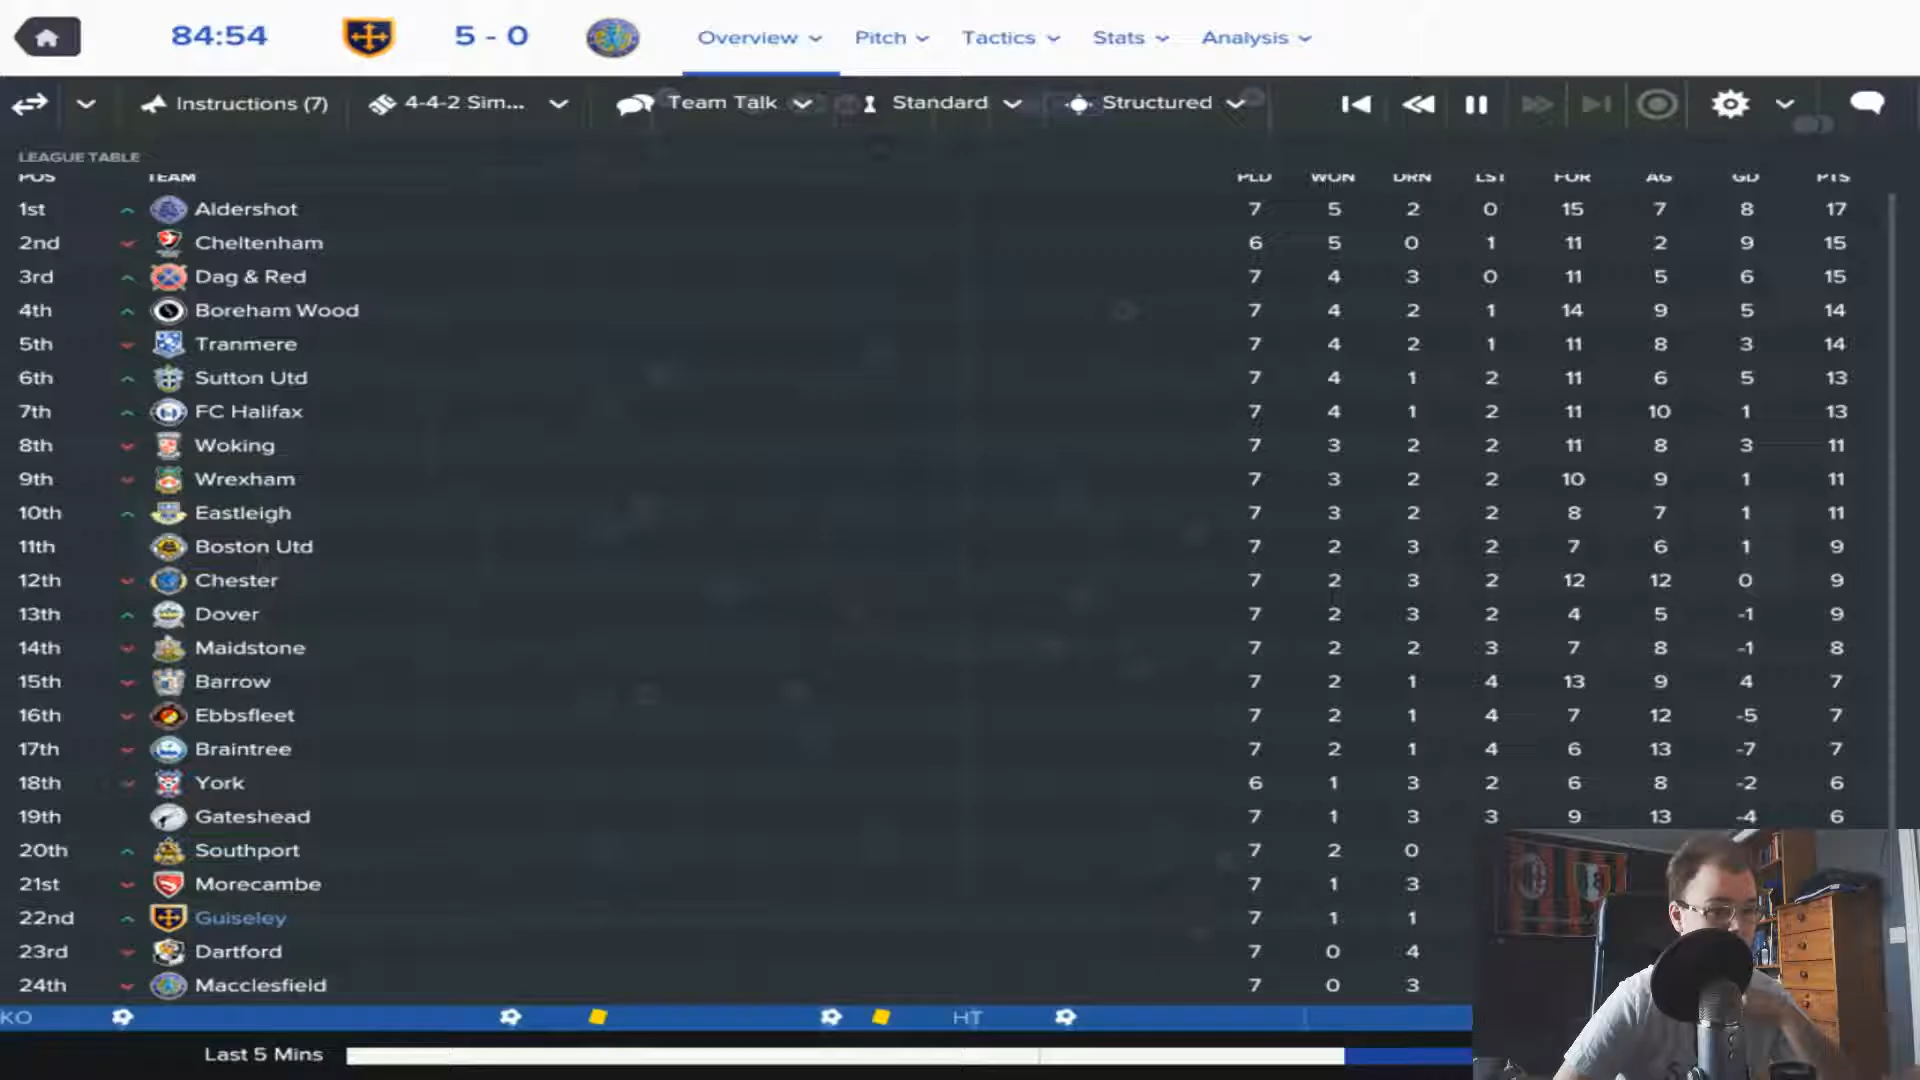 84:54 5 - 0 Overview Pitch Tactics Stats Analysis
Instructions (7) 4-4-2 Sim... Team Talk Standard Structured
LEAGUE TABLE
POS TEAM PLD WON DRN LST FOR AG GD PTS
1st Aldershot 7 5 2 0 15 7 8 17
2nd Cheltenham 6 5 0 1 11 2 9 15
3rd Dag & Red 7 4 3 0 11 5 6 15
4th Boreham Wood 7 4 2 1 14 9 5 14
5th Tranmere 7 4 2 1 11 8 3 14
6th Sutton Utd 7 4 1 2 11 6 5 13
7th FC Halifax 7 4 1 2 11 10 1 13
8th Woking 7 3 2 2 11 8 3 11
9th Wrexham 7 3 2 2 10 9 1 11
10th Eastleigh 7 3 2 2 8 7 1 11
11th Boston Utd 7 2 3 2 7 6 1 9
12th Chester 7 2 3 2 12 12 0 9
13th Dover 7 2 3 2 4 5 -1 9
14th Maidstone 7 2 2 3 7 8 -1 8
15th Barrow 7 2 1 4 13 9 4 7
16th Ebbsfleet 7 2 1 4 7 12 -5 7
17th Braintree 7 2 1 4 6 13 -7 7
18th York 6 1 3 2 6 8 -2 6
19th Gateshead 7 1 3 3 9 13 -4 6
20th Southport 7 2 0
21st Morecambe 7 1 3
22nd Guiseley 7 1 1
23rd Dartford 7 0 4
24th Macclesfield 7 0 3
KO HT
Last 5 Mins